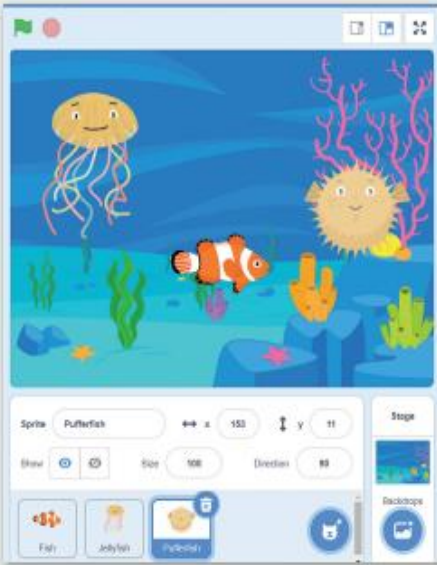 Sprite Pufferfish ↔ x 153 ↕ y 11 Stage
Show Size 100 Direction 90
Backdrops
Fish Jellyfish Pufferfish